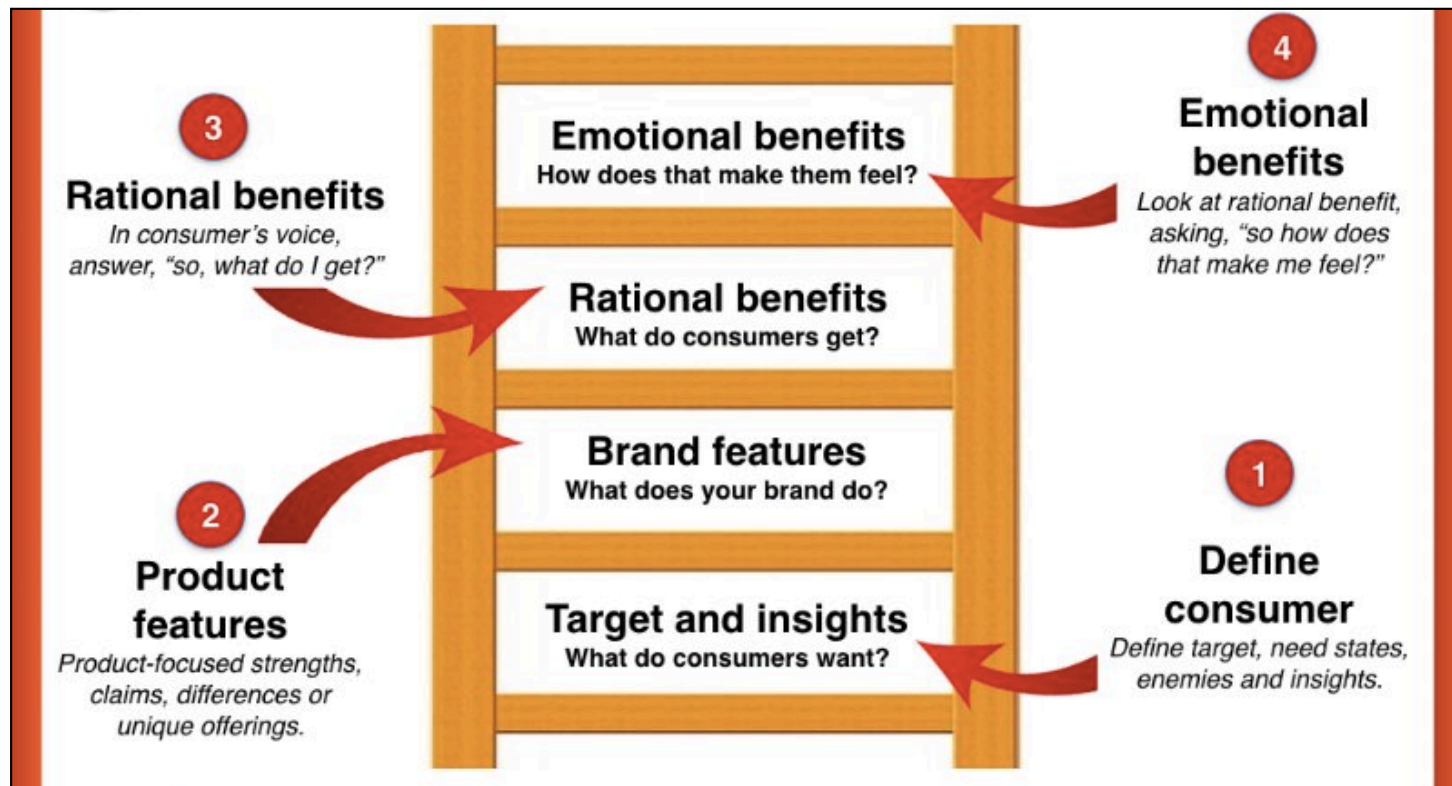 3
Rational benefits
In consumer's voice,
answer, “so, what do I get?”
2
Product
features
Product-focused strengths,
claims, differences or
unique offerings.
Emotional benefits
How does that make them feel?
Rational benefits
What do consumers get?
Brand features
What does your brand do?
Target and insights
What do consumers want?
4
Emotional
benefits
Look at rational benefit,
asking, “so how does
that make me feel?”
1
Define
consumer
Define target, need states,
enemies and insights.